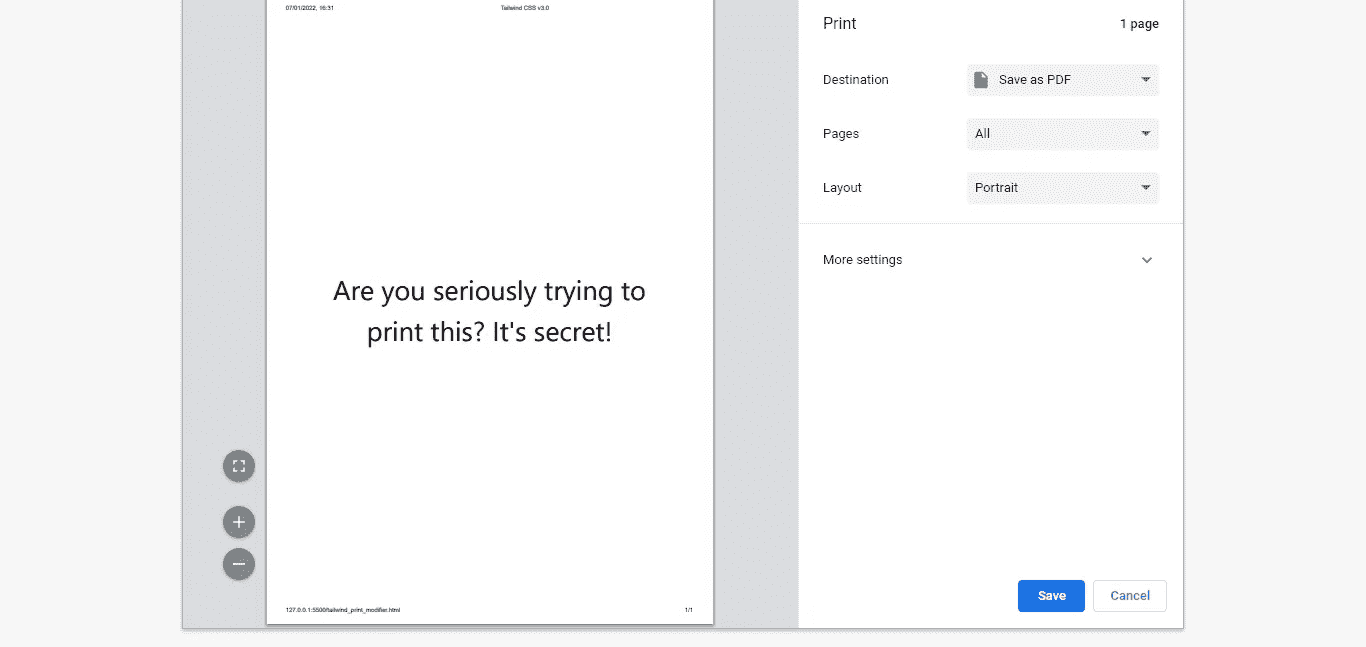 07/01/2022, 16:31 Tailwind CSS v3.0
Are you seriously trying to
print this? It's secret!
127.0.0.1:5500/tailwind_print_modifier.html 1/1
Print 1 page
Destination Save as PDF
Pages All
Layout Portrait
More settings
Save Cancel